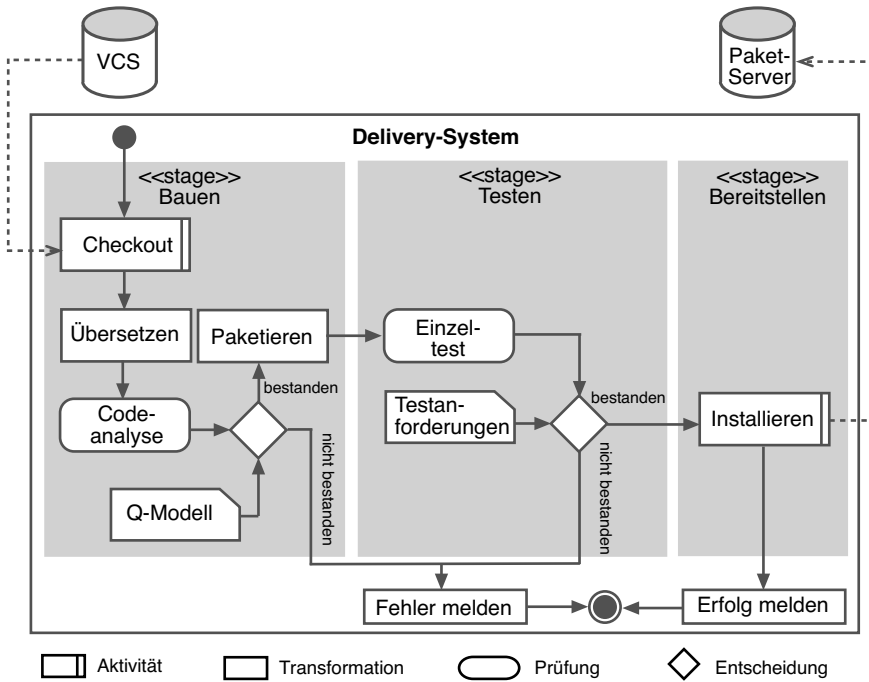 VCS
Paket-
Server
Delivery-System
<<stage>>
Bauen
<<stage>>
Testen
<<stage>>
Bereitstellen
Checkout
Übersetzen
Paketieren
Einzel-
test
bestanden
Code-
analyse
nicht bestanden
Q-Modell
Testan-
forderungen
bestanden
nicht bestanden
Installieren
Fehler melden
Erfolg melden
Aktivität
Transformation
Prüfung
Entscheidung